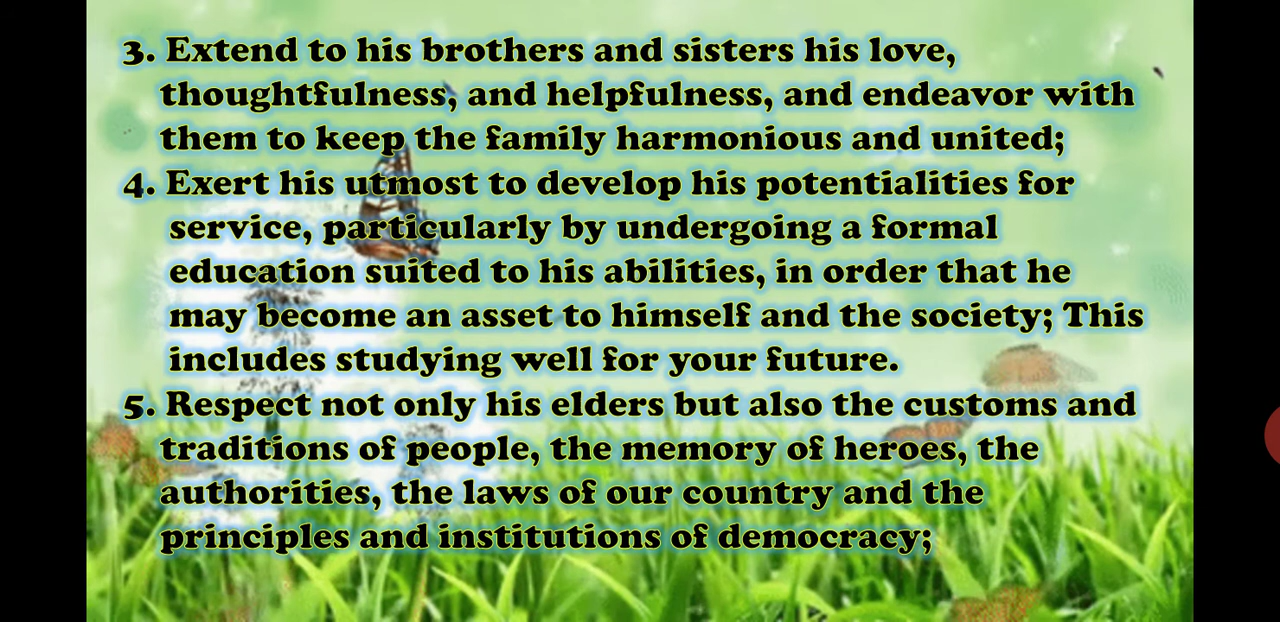 3. Extend to his brothers and sisters his love,
thoughtfulness, and helpfulness, and endeavor with
them to keep the family harmonious and united;
4. Exert his utmost to develop his potentialities for
service, particularly by undergoing a formal
education suited to his abilities, in order that he
may become an asset to himself and the society; This
includes studying well for your future.
5. Respect not only his elders but also the customs and
traditions of people, the memory of heroes, the
authorities, the laws of our country and the
principles and institutions of democracy;